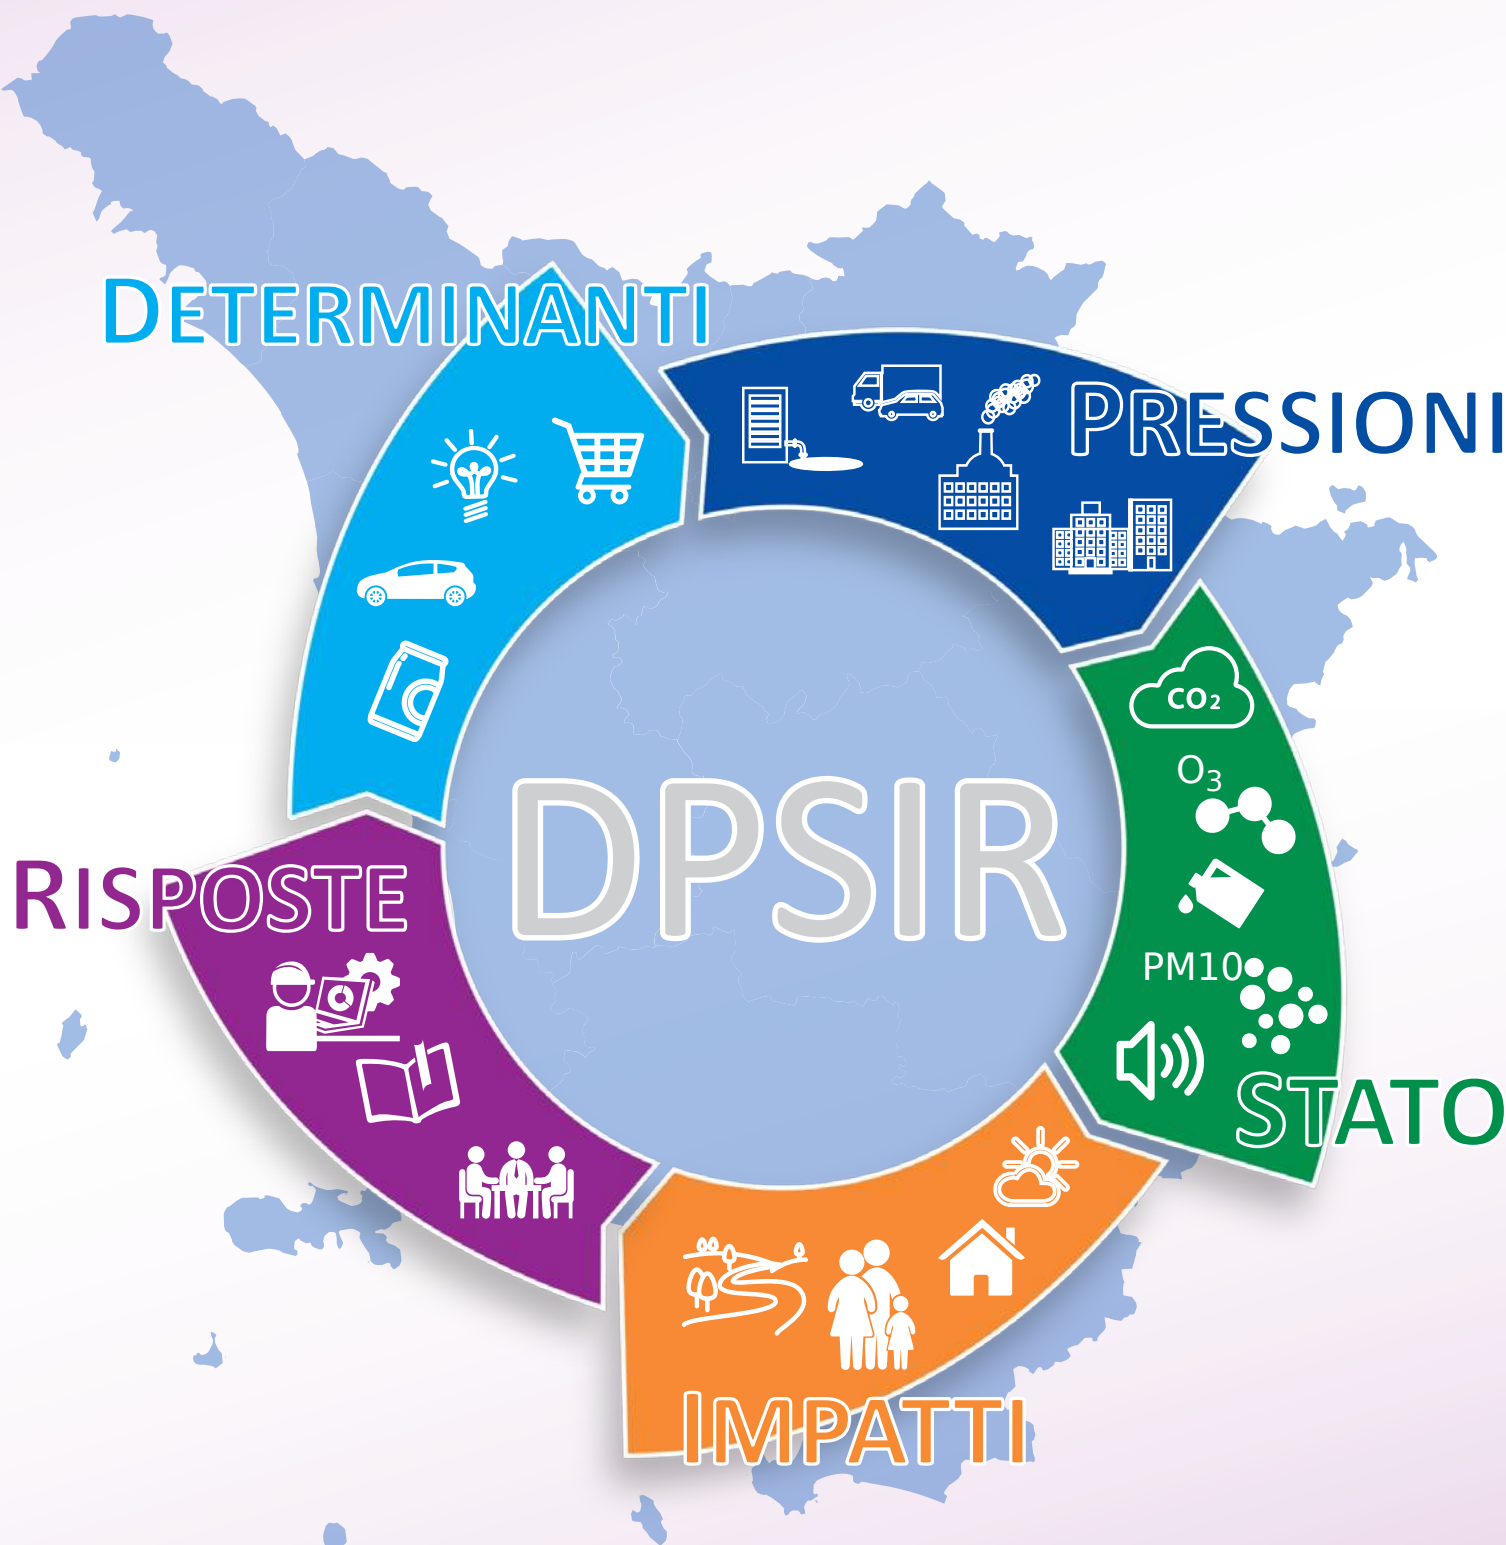 DETERMINANTI
PRESSIONI
CO2
O3
DPSIR
RISPOSTE
PM10
STATO
IMPATTI